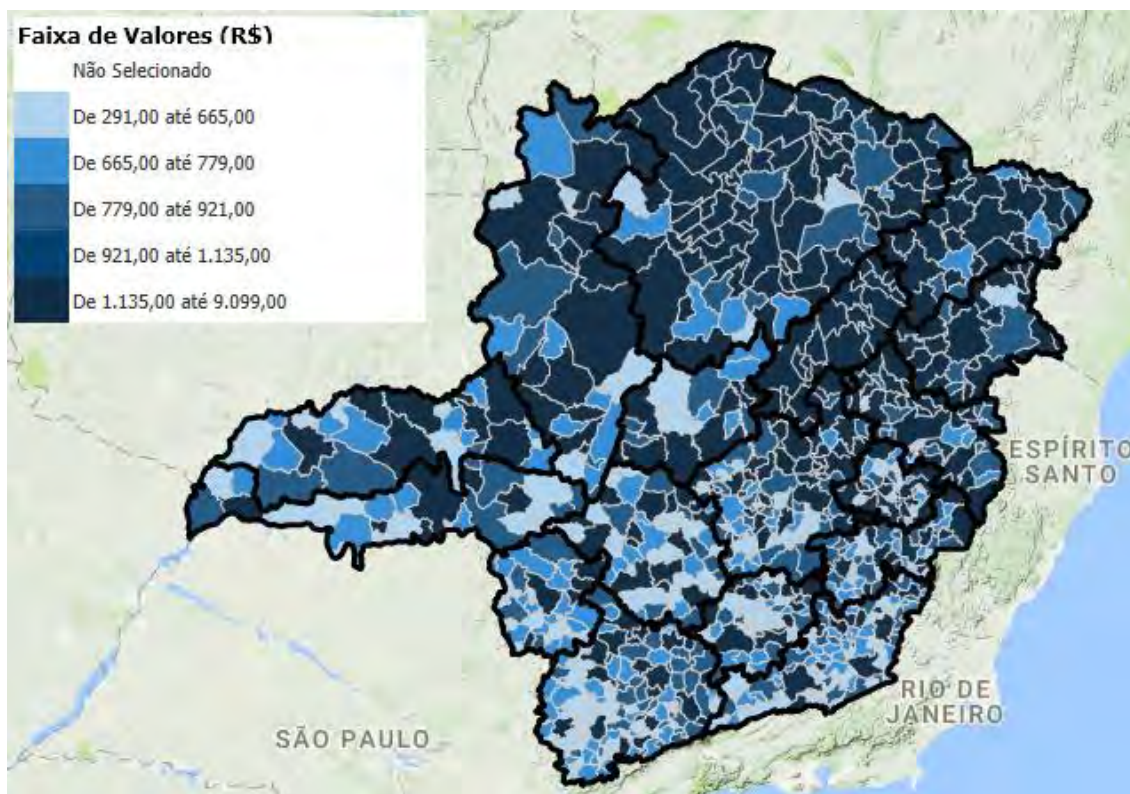 Faixa de Valores (R$)
Não Selecionado
De 291,00 até 665,00
De 665,00 até 779,00
De 779,00 até 921,00
De 921,00 até 1.135,00
De 1.135,00 até 9.099,00
ESPÍRITO
SANTO
RIO DE
JANEIRO
SÃO PAULO